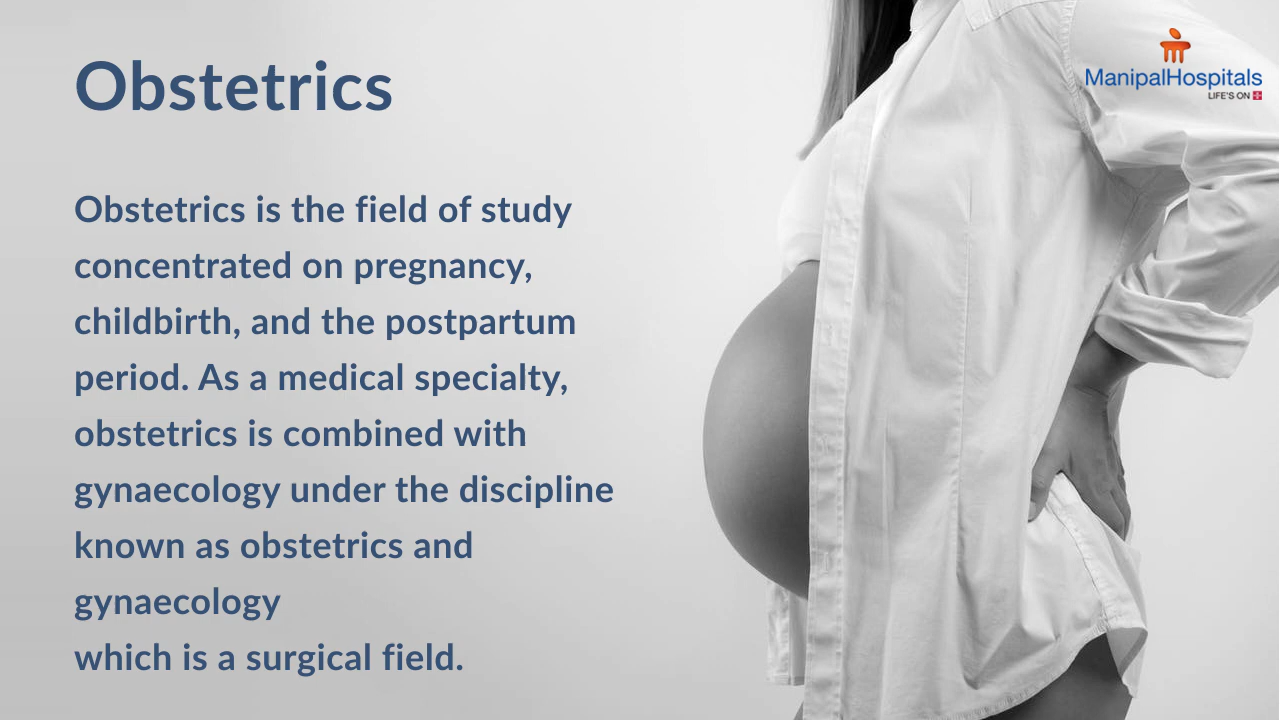 Obstetrics
ManipalHospitals
LIFE'S ON
Obstetrics is the field of study
concentrated on pregnancy,
childbirth, and the postpartum
period. As a medical specialty,
obstetrics is combined with
gynaecology under the discipline
known as obstetrics and
gynaecology
which is a surgical field.